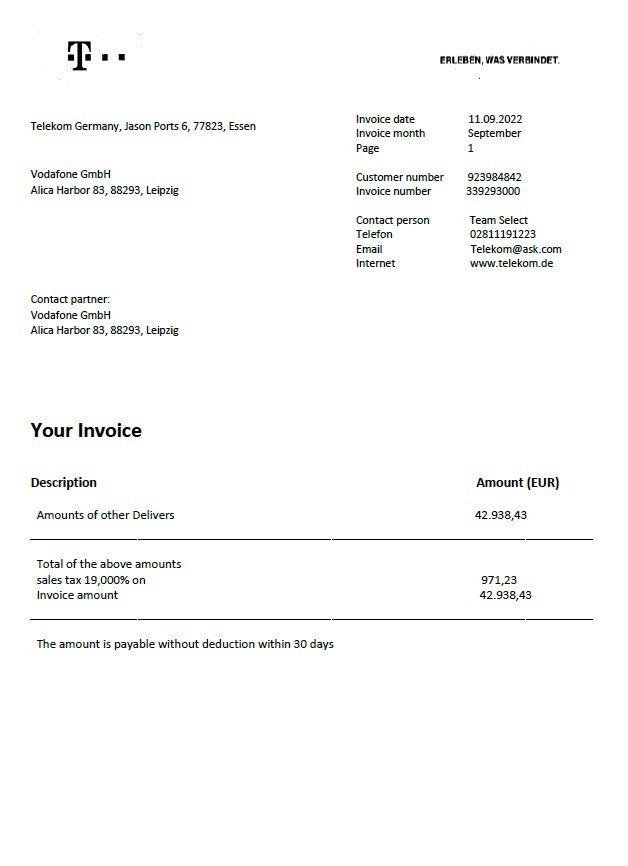 T
ERLEBEN, WAS VERBINDET.
Telekom Germany, Jason Ports 6, 77823, Essen
Vodafone GmbH
Alica Harbor 83, 88293, Leipzig
Invoice date 11.09.2022
Invoice month September
Page 1
Customer number 923984842
Invoice number 339293000
Contact person Team Select
Telefon 02811191223
Email Telekom@ask.com
Internet www.telekom.de
Contact partner:
Vodafone GmbH
Alica Harbor 83, 88293, Leipzig
Your Invoice
Description Amount (EUR)
Amounts of other Delivers 42.938,43
Total of the above amounts
sales tax 19,000% on 971,23
Invoice amount 42.938,43
The amount is payable without deduction within 30 days